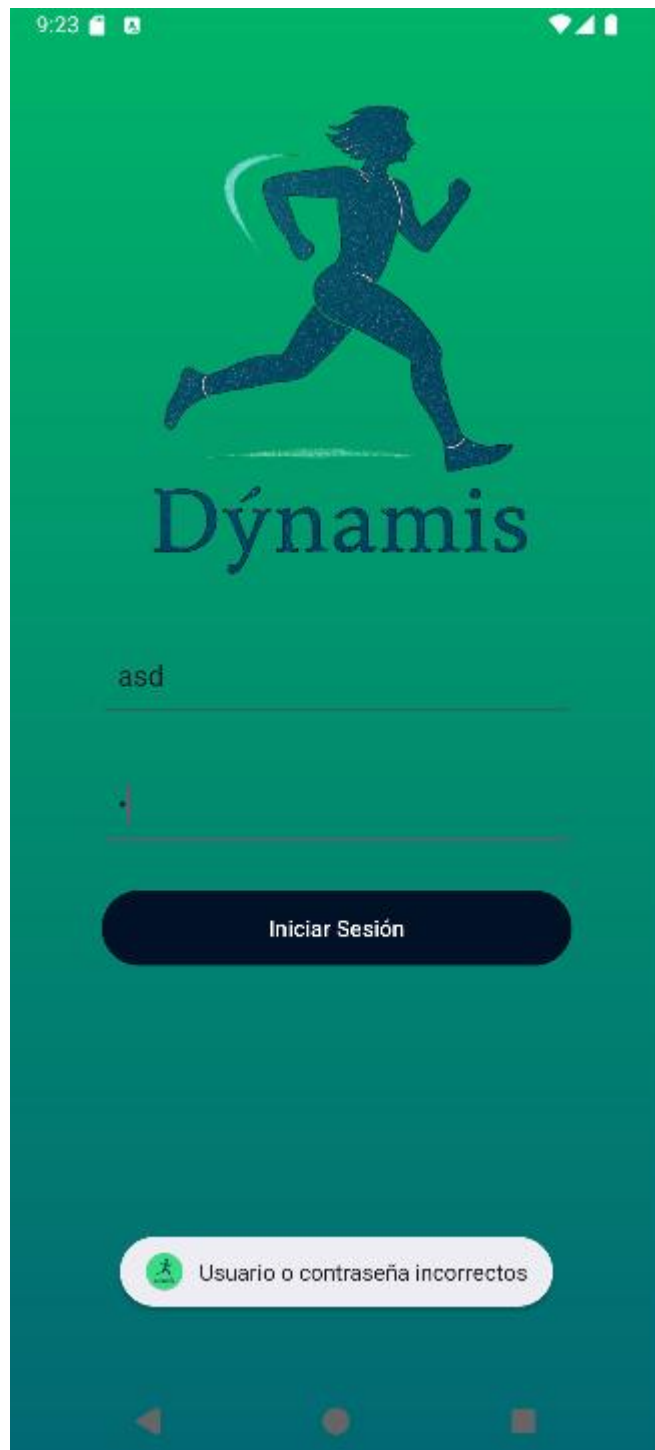 9:23
Dýnamis
asd
•
Iniciar Sesión
Usuario o contraseña incorrectos